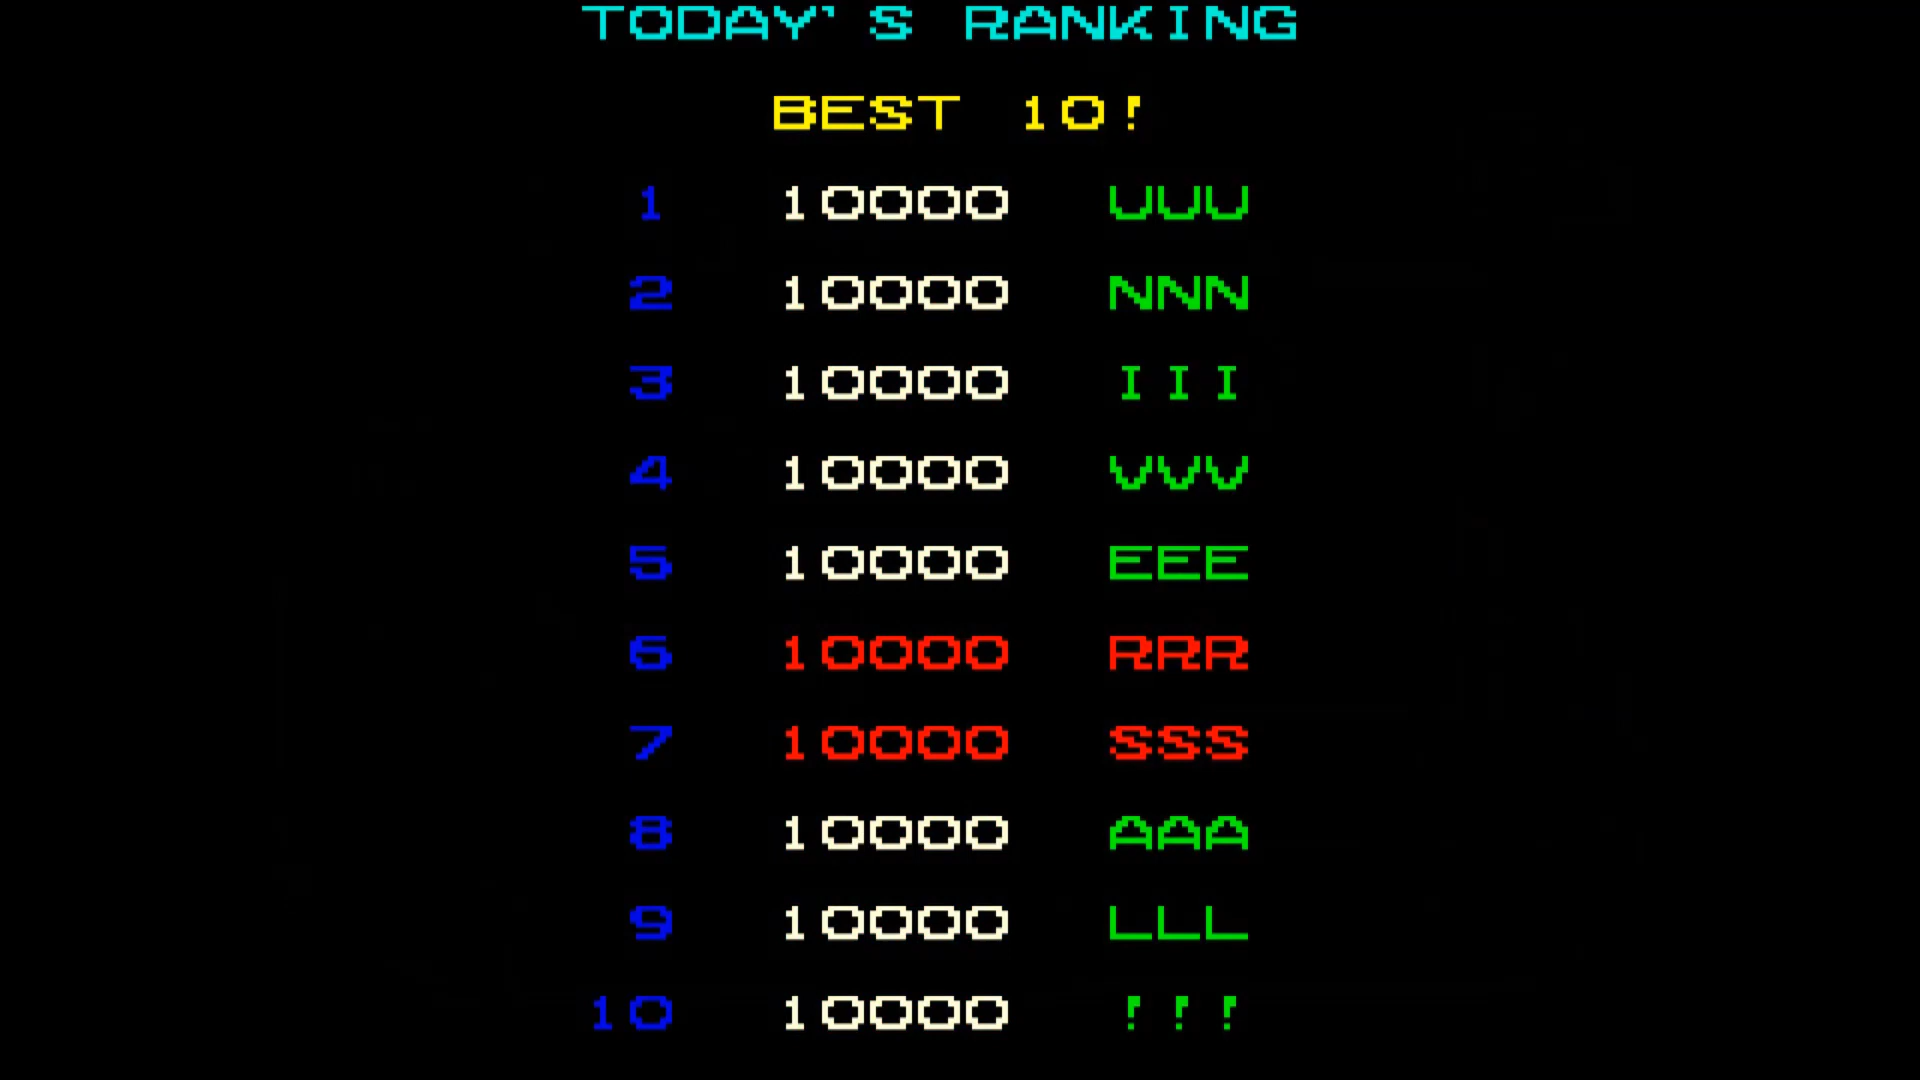 TODAY'S RANKING
BEST 10!
1 10000 UUU
2 10000 NNN
3 10000 III
4 10000 VVV
5 10000 EEE
6 10000 RRR
7 10000 SSS
8 10000 AAA
9 10000 LLL
10 10000 !!!